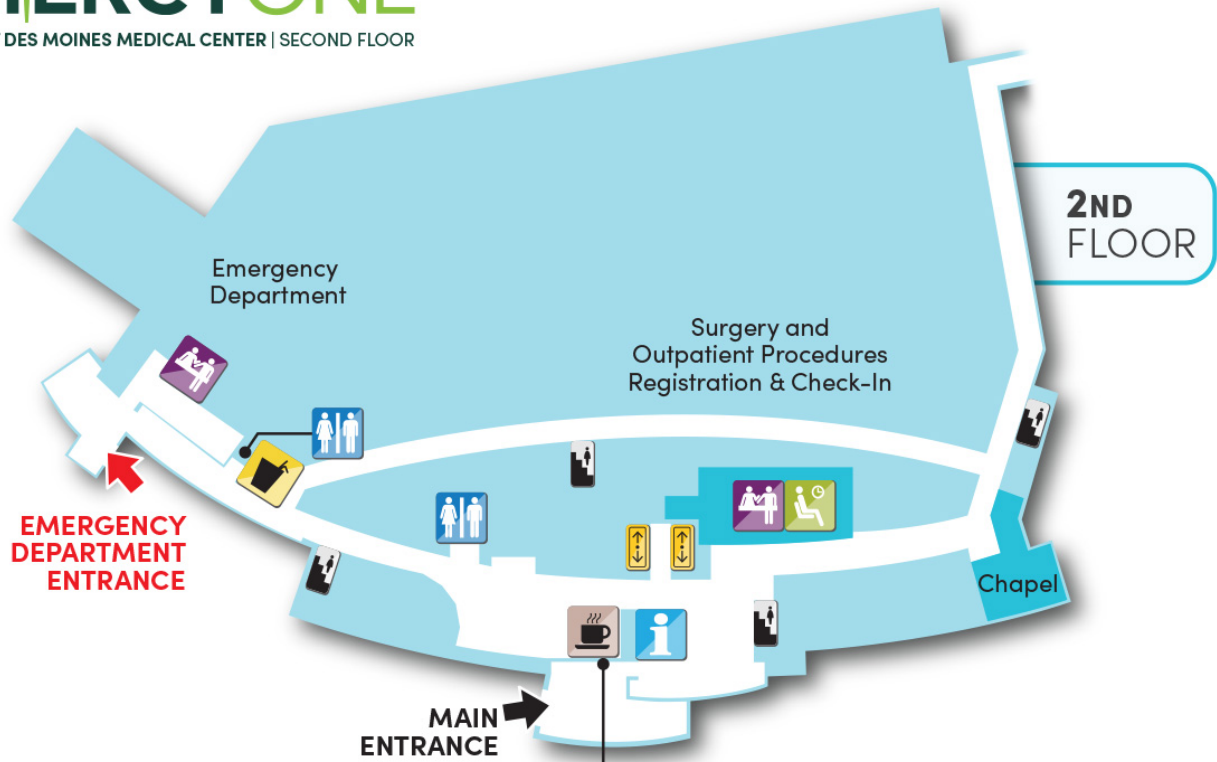 DES MOINES MEDICAL CENTER | SECOND FLOOR
2ND
FLOOR
Emergency
Department
Surgery and
Outpatient Procedures
Registration & Check-In
EMERGENCY
DEPARTMENT
ENTRANCE
Chapel
MAIN
ENTRANCE